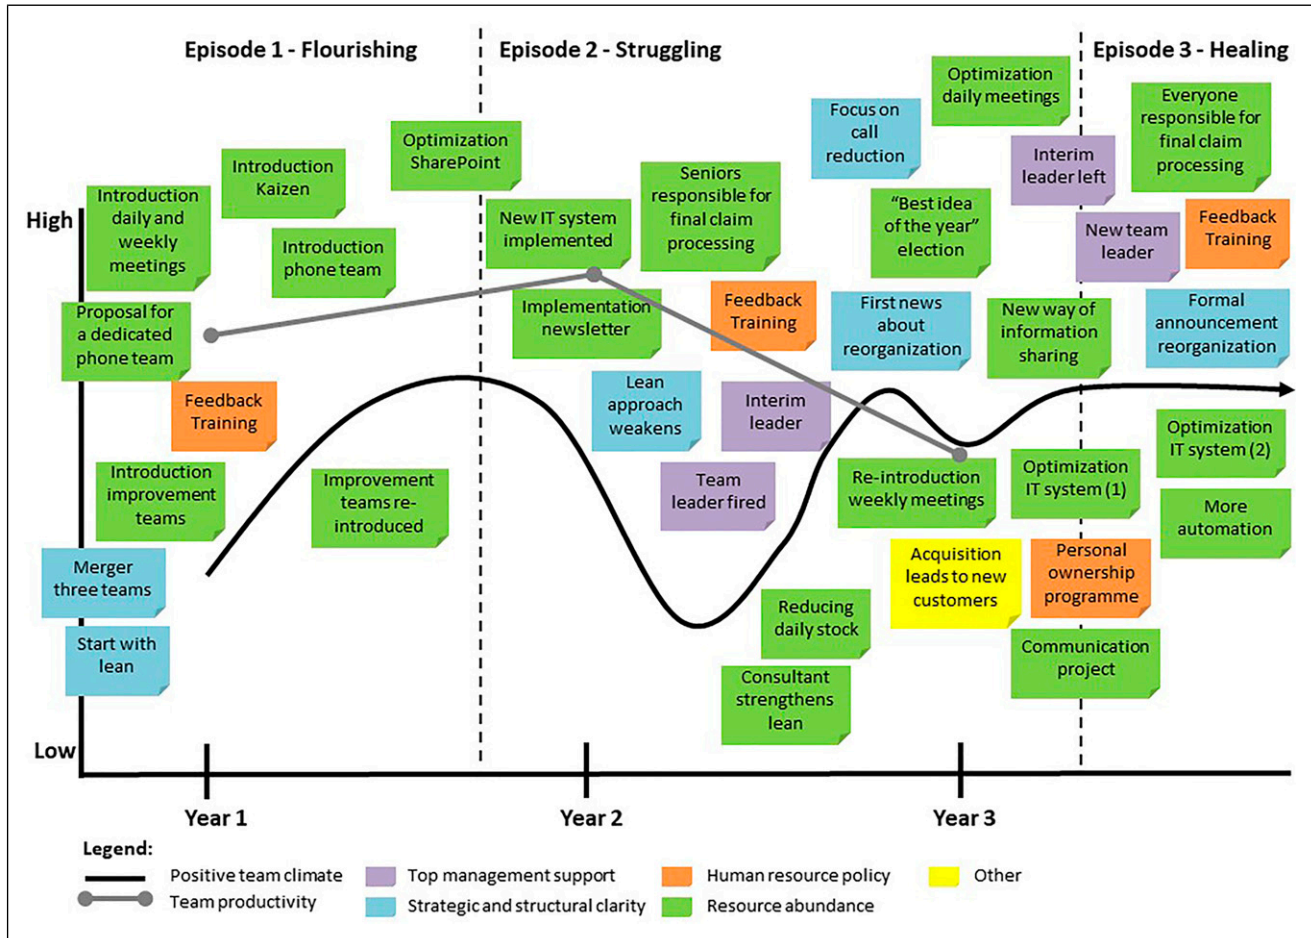 Episode 1 - Flourishing
Episode 2 - Struggling
Episode 3 - Healing
High
Low
Introduction
daily and
weekly
meetings
Introduction
Kaizen
Optimization
SharePoint
Introduction
phone team
Proposal for
a dedicated
phone team
Feedback
Training
Introduction
improvement
teams
Improvement
teams re-
introduced
Merger
three teams
Start with
lean
New IT system
implemented
Seniors
responsible for
final claim
processing
Implementation
newsletter
Feedback
Training
Lean
approach
weakens
Interim
leader
Team
leader fired
Focus on
call
reduction
Optimization
daily meetings
"Best idea
of the year"
election
First news
about
reorganization
New way of
information
sharing
Re-introduction
weekly meetings
Acquisition
leads to new
customers
Reducing
daily stock
Consultant
strengthens
lean
Interim
leader left
Everyone
responsible for
final claim
processing
New team
leader
Feedback
Training
Formal
announcement
reorganization
Optimization
IT system (1)
Optimization
IT system (2)
More
automation
Personal
ownership
programme
Communication
project
Year 1
Year 2
Year 3
Legend:
Positive team climate
Team productivity
Top management support
Strategic and structural clarity
Human resource policy
Resource abundance
Other